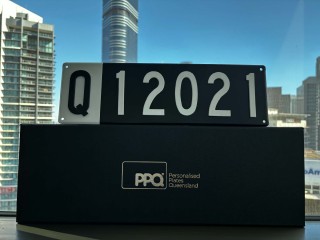 Q 12021
PPQ Personalised
Plates
Queensland